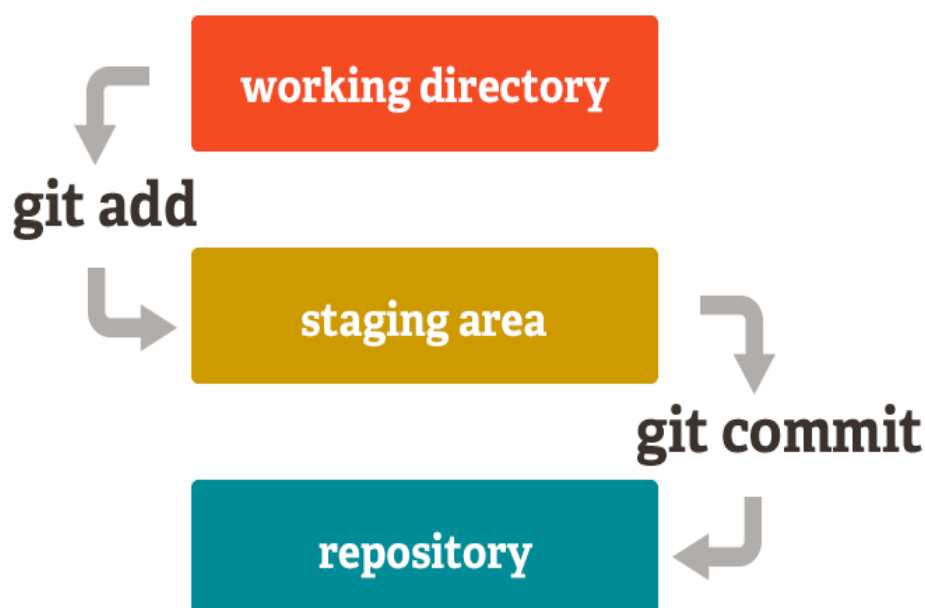 working directory
git add
staging area
git commit
repository